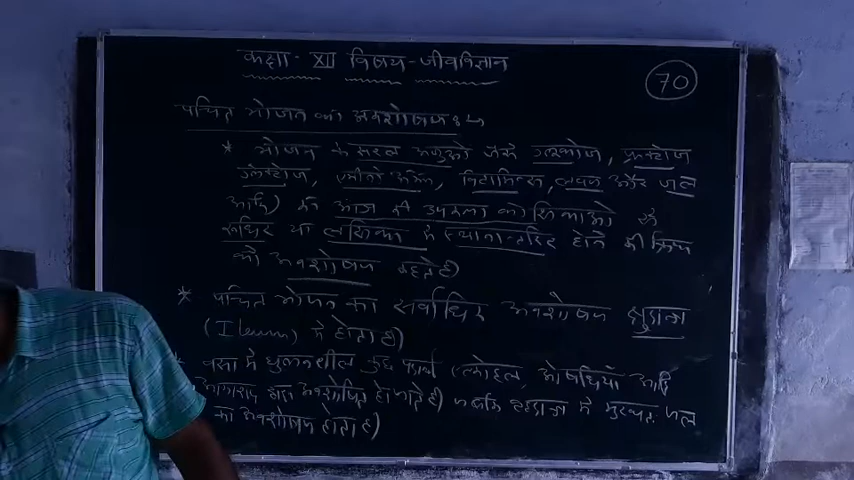 कक्षा - XII विषय - जीवविज्ञान
70
पचित भोजन का अवशोषण :-
* भोजन के सरल अणुओं जैसे ग्लूकोज, फ्रक्टोज
गैलेक्टोज, एमीनो अम्ल, विटामिन्स, लवण और जल
आदि) का आंत की उपकला कोशिकाओं से
रूधिर या लसिका में स्थानान्तरित होने की क्रिया
को अवशोषण कहते है)
* पचित भोजन का सर्वाधिक अवशोषण क्षुद्रान्त्र
(Ileum) में होता है)
* वसा में घुलनशील कुछ पदार्थ एल्कोहल, औषधियाँ आदि
आमाशय द्वारा अवशोषित हो जाते है) जबकि वृहदान्त्र में मुख्यतः जल
का अवशोषण होता है)